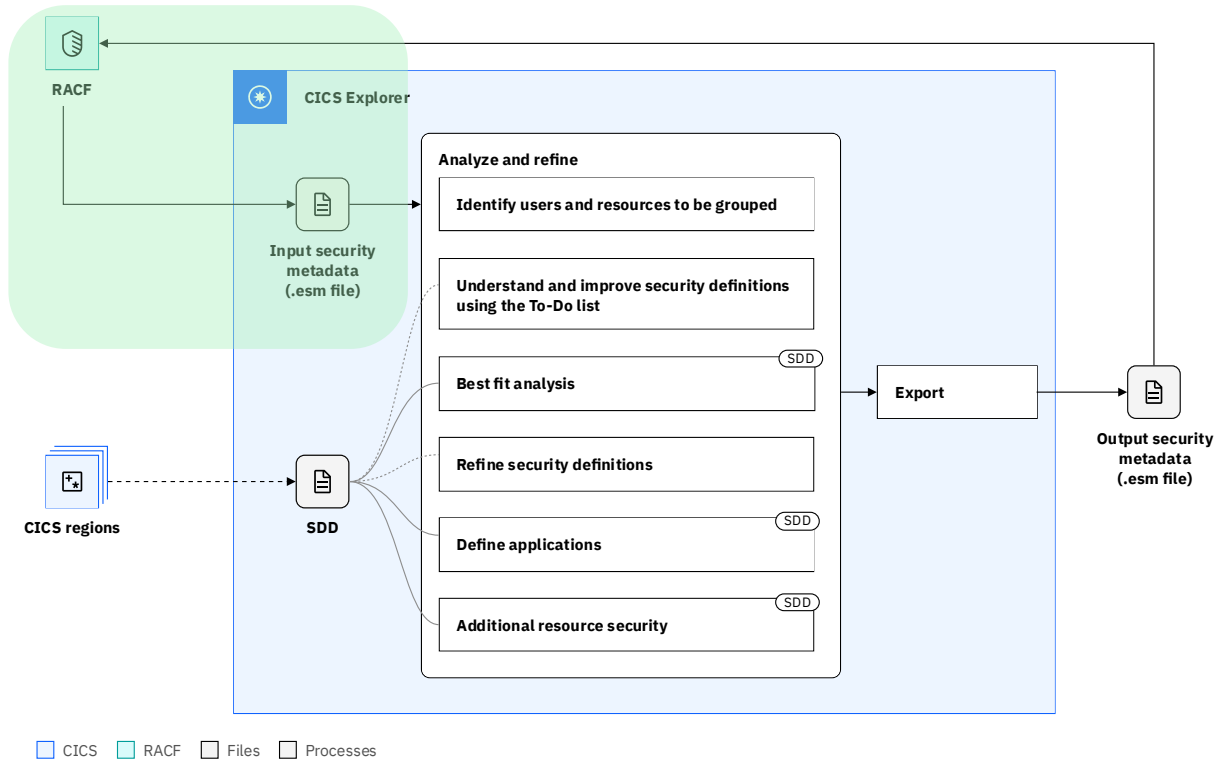 RACF
CICS Explorer
Analyze and refine
Identify users and resources to be grouped
Input security
metadata
(.esm file)
Understand and improve security definitions
using the To-Do list
SDD
Best fit analysis
Export
Refine security definitions
Output security
metadata
(.esm file)
CICS regions
SDD
SDD
Define applications
SDD
Additional resource security
CICS
RACF
Files
Processes